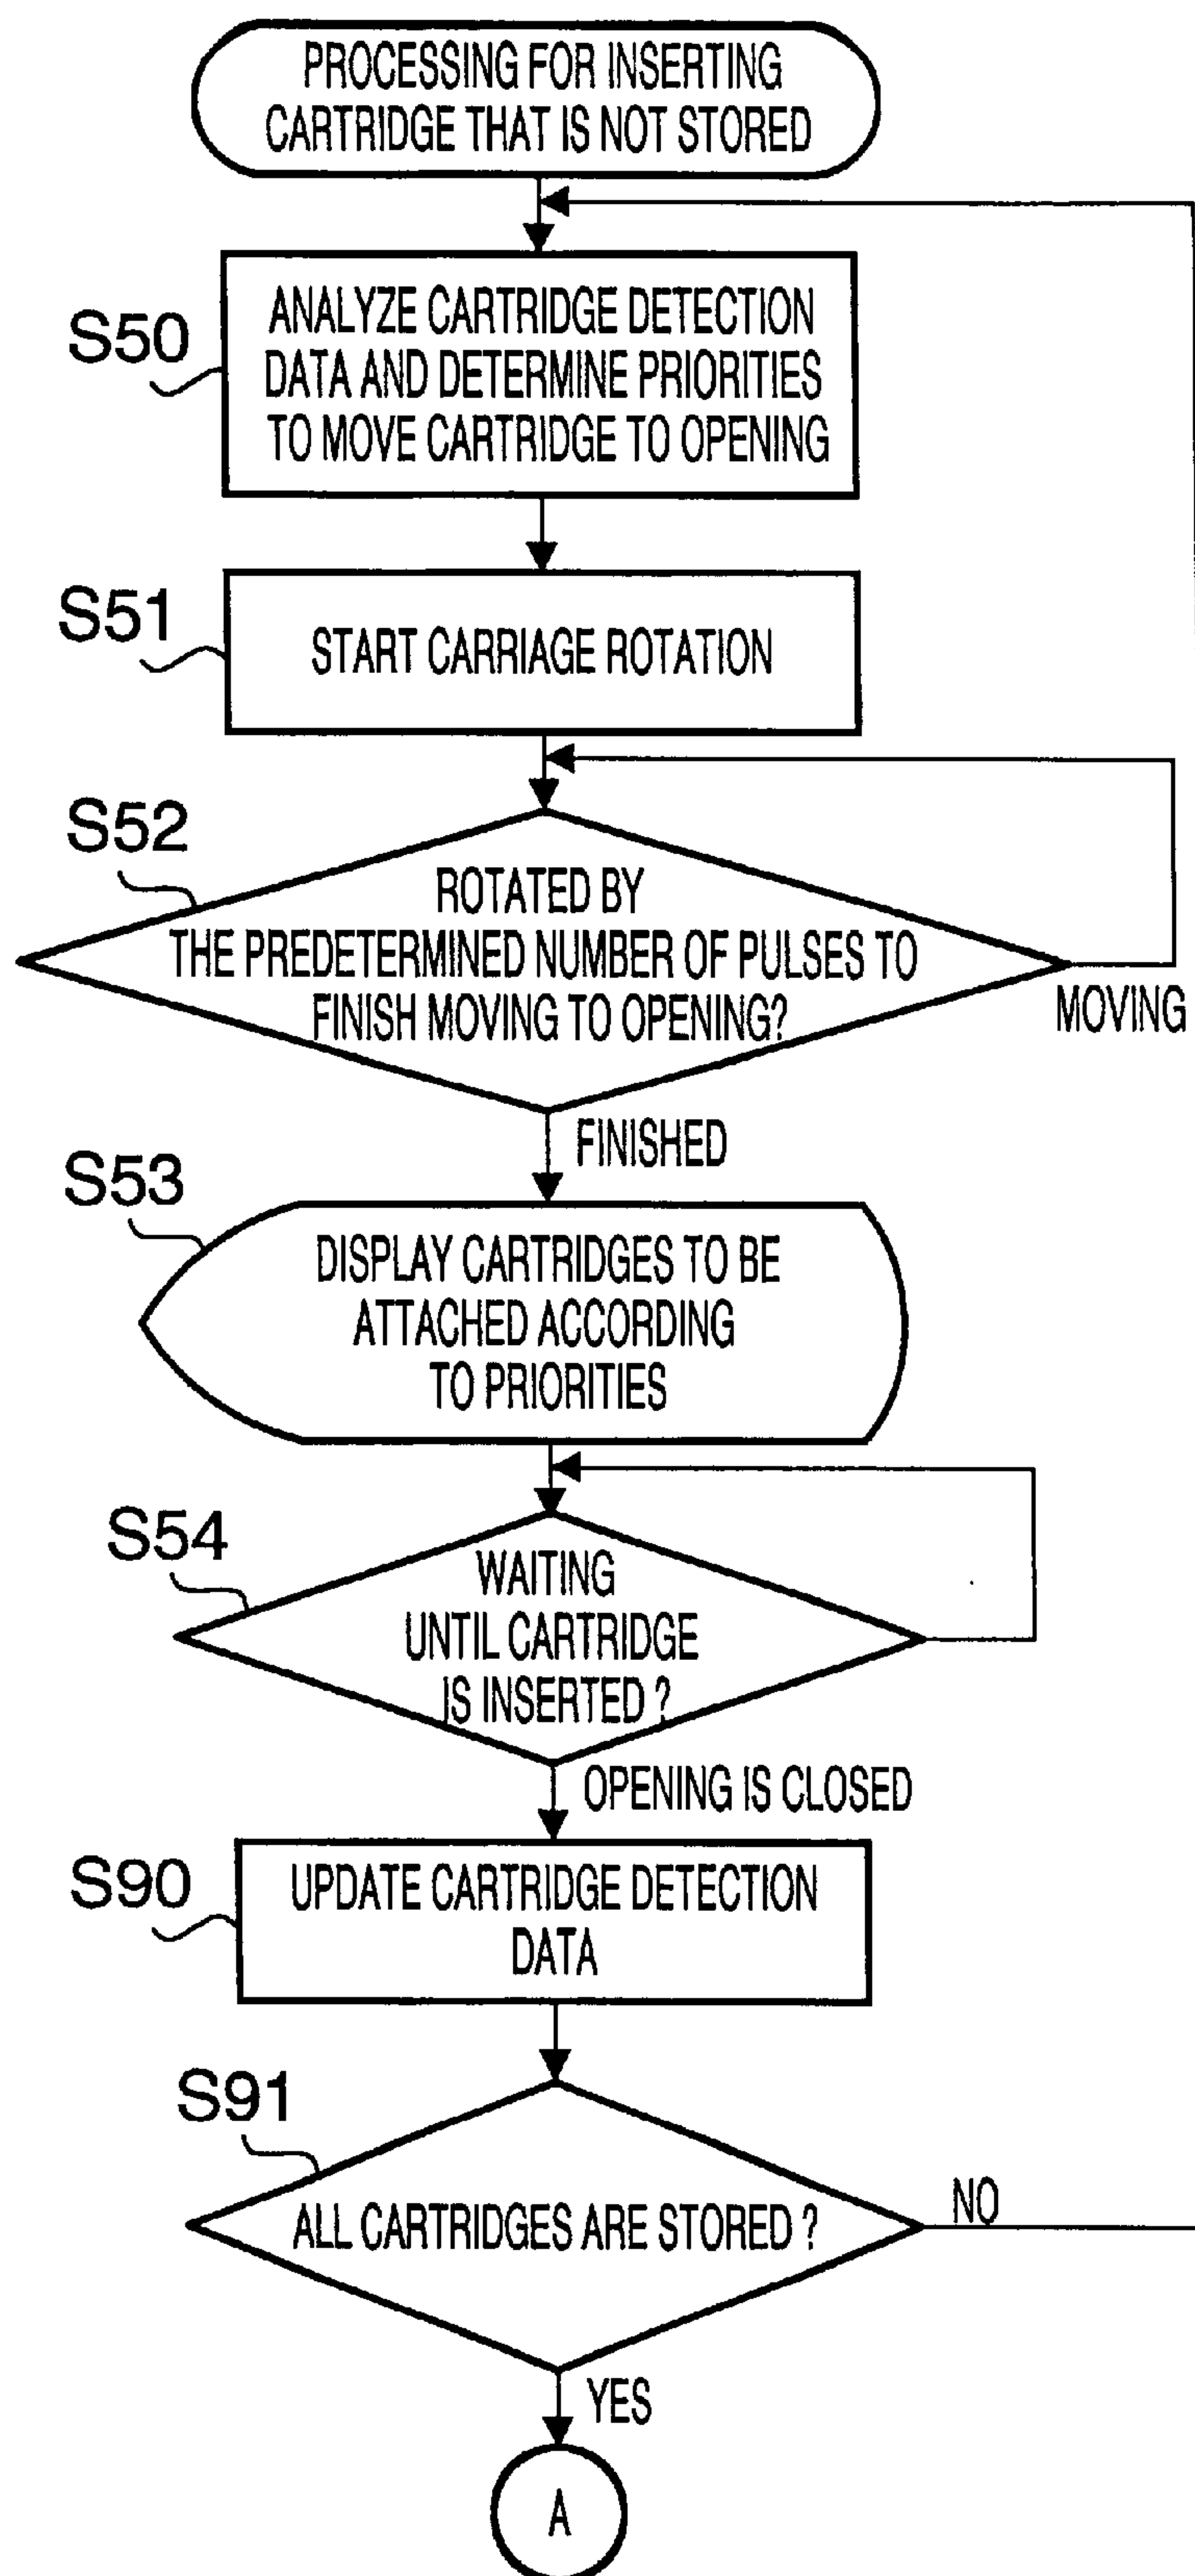 PROCESSING FOR INSERTING
CARTRIDGE THAT IS NOT STORED
S50
ANALYZE CARTRIDGE DETECTION
DATA AND DETERMINE PRIORITIES
TO MOVE CARTRIDGE TO OPENING
S51
START CARRIAGE ROTATION
S52
ROTATED BY
THE PREDETERMINED NUMBER OF PULSES TO
FINISH MOVING TO OPENING?
MOVING
FINISHED
S53
DISPLAY CARTRIDGES TO BE
ATTACHED ACCORDING
TO PRIORITIES
S54
WAITING
UNTIL CARTRIDGE
IS INSERTED ?
OPENING IS CLOSED
S90
UPDATE CARTRIDGE DETECTION
DATA
S91
ALL CARTRIDGES ARE STORED ?
NO
YES
A